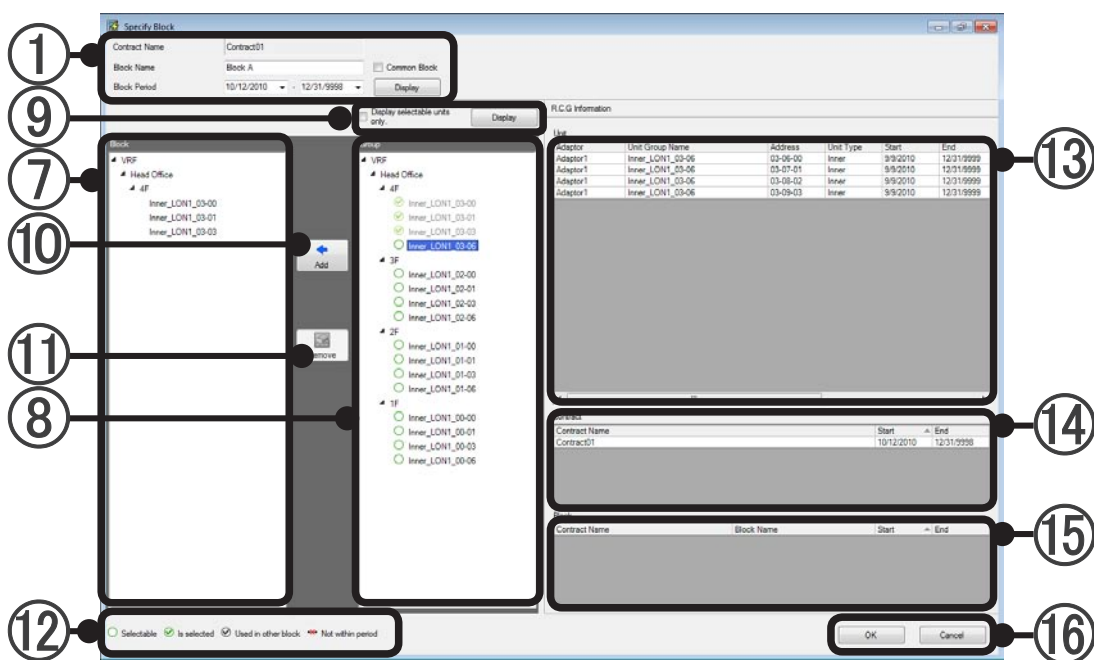 Specify Block
① Contract Name Contract01
Block Name Block A Common Block
Block Period 10/12/2010 - 12/31/9998 Display
⑨ Display selectable units only. Display
R.C.G Information
⑦ Block
VRF
Head Office
4F
Inner_LON1_03-00
Inner_LON1_03-01
Inner_LON1_03-03
⑩ Add
⑪ emove
⑧ VRF
Head Office
4F
Inner_LON1_03-00
Inner_LON1_03-01
Inner_LON1_03-03
Inner_LON1_03-06
3F
Inner_LON1_02-00
Inner_LON1_02-01
Inner_LON1_02-03
Inner_LON1_02-06
2F
Inner_LON1_01-00
Inner_LON1_01-01
Inner_LON1_01-03
Inner_LON1_01-06
1F
Inner_LON1_00-00
Inner_LON1_00-01
Inner_LON1_00-03
Inner_LON1_00-06
Unit
⑬ Adaptor Unit Group Name Address Unit Type Start End
Adaptor1 Inner_LON1_03-06 03-06-00 Inner 9/9/2010 12/31/9999
Adaptor1 Inner_LON1_03-06 03-07-01 Inner 9/9/2010 12/31/9999
Adaptor1 Inner_LON1_03-06 03-08-02 Inner 9/9/2010 12/31/9999
Adaptor1 Inner_LON1_03-06 03-09-03 Inner 9/9/2010 12/31/9999
Contract
⑭ Contract Name Start End
Contract01 10/12/2010 12/31/9998
Block
⑮ Contract Name Block Name Start End
⑫ Selectable Is selected Used in other block Not within period
⑯ OK Cancel